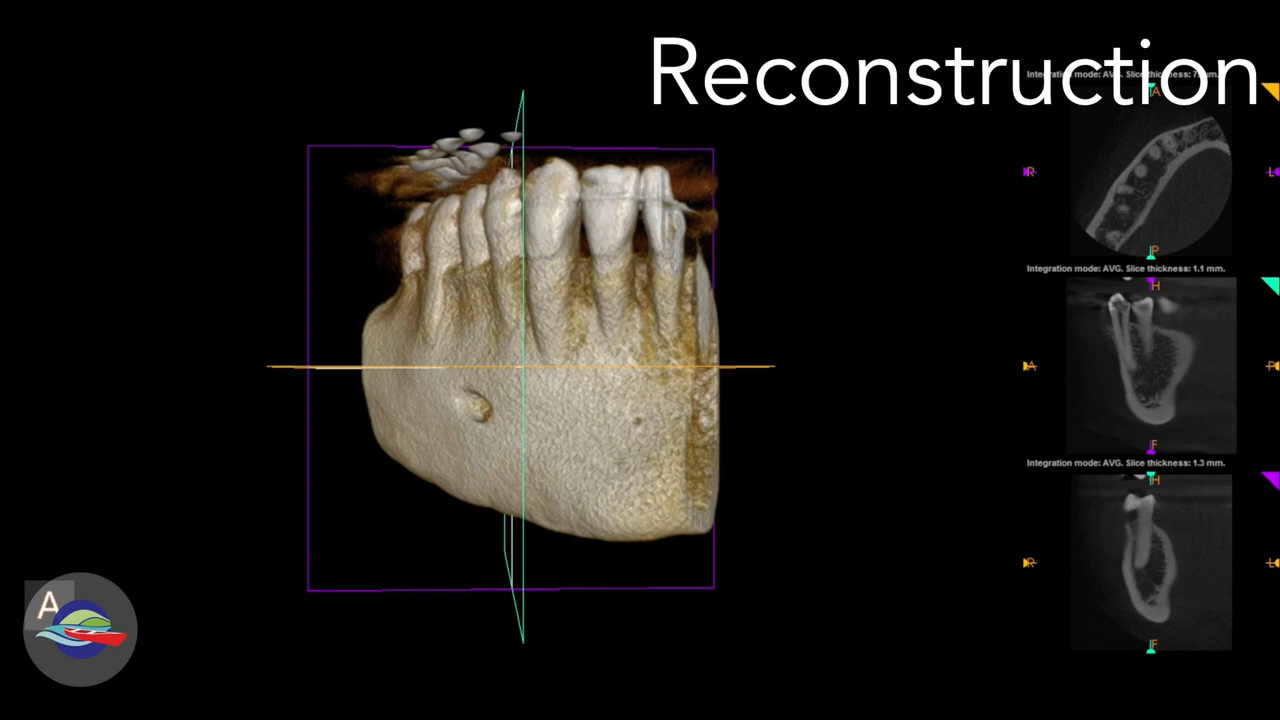 Reconstruction
A
R
L
P
Integration mode: AVG. Slice thickness: 1.1 mm.
H
A
P
F
Integration mode: AVG. Slice thickness: 1.3 mm.
H
R
L
F
A